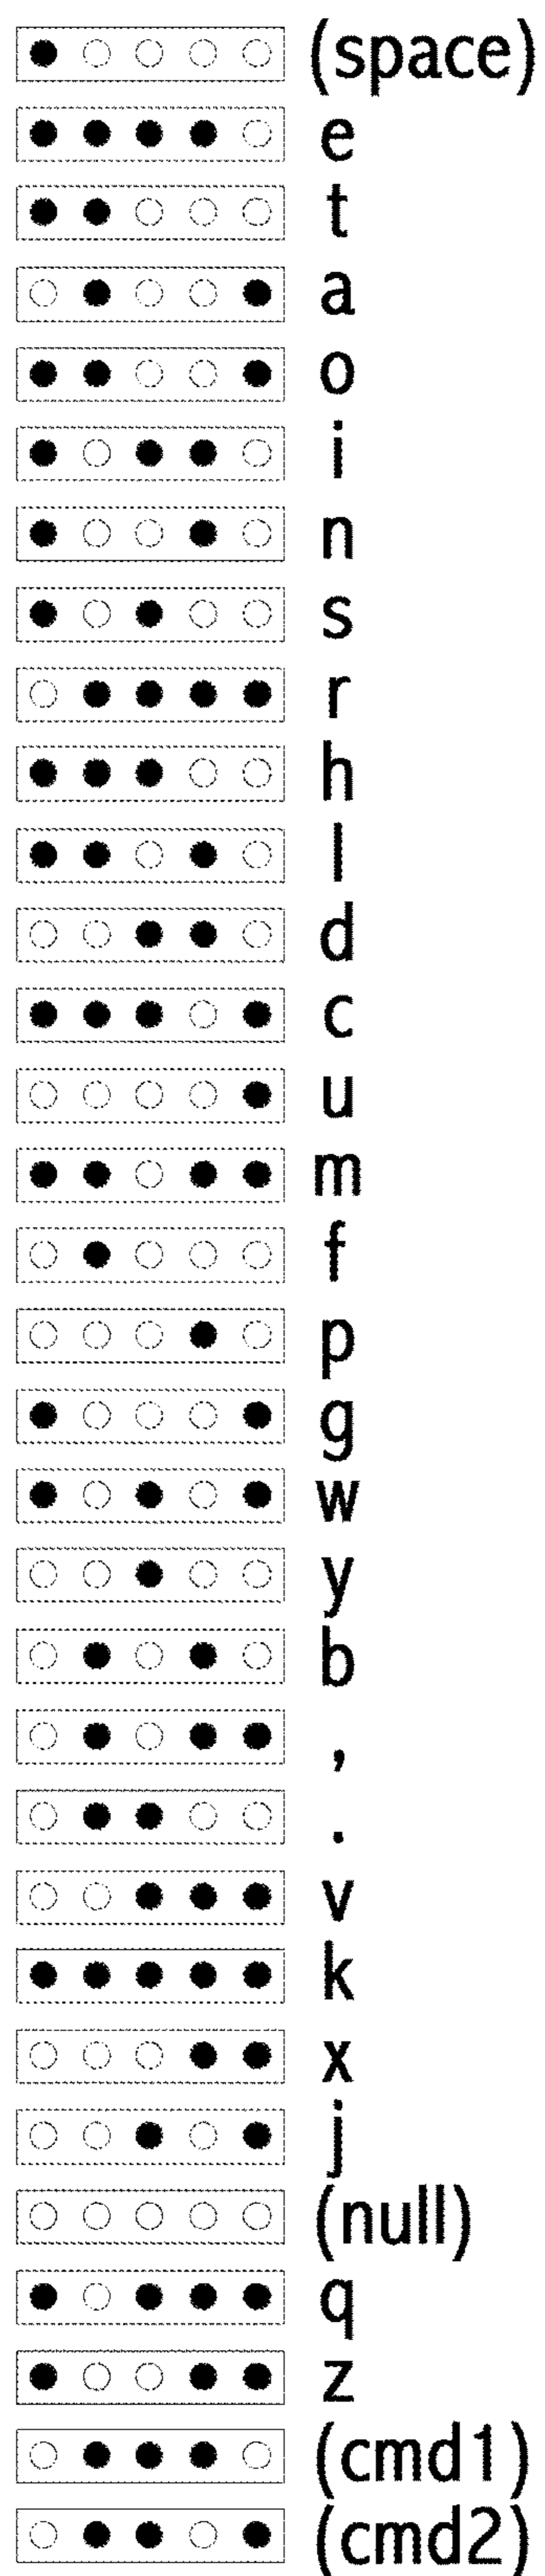 (space)
e
t
a
o
i
n
s
r
h
l
d
c
u
m
f
p
g
w
y
b
,
.
v
k
x
j
(null)
q
z
(cmd1)
(cmd2)